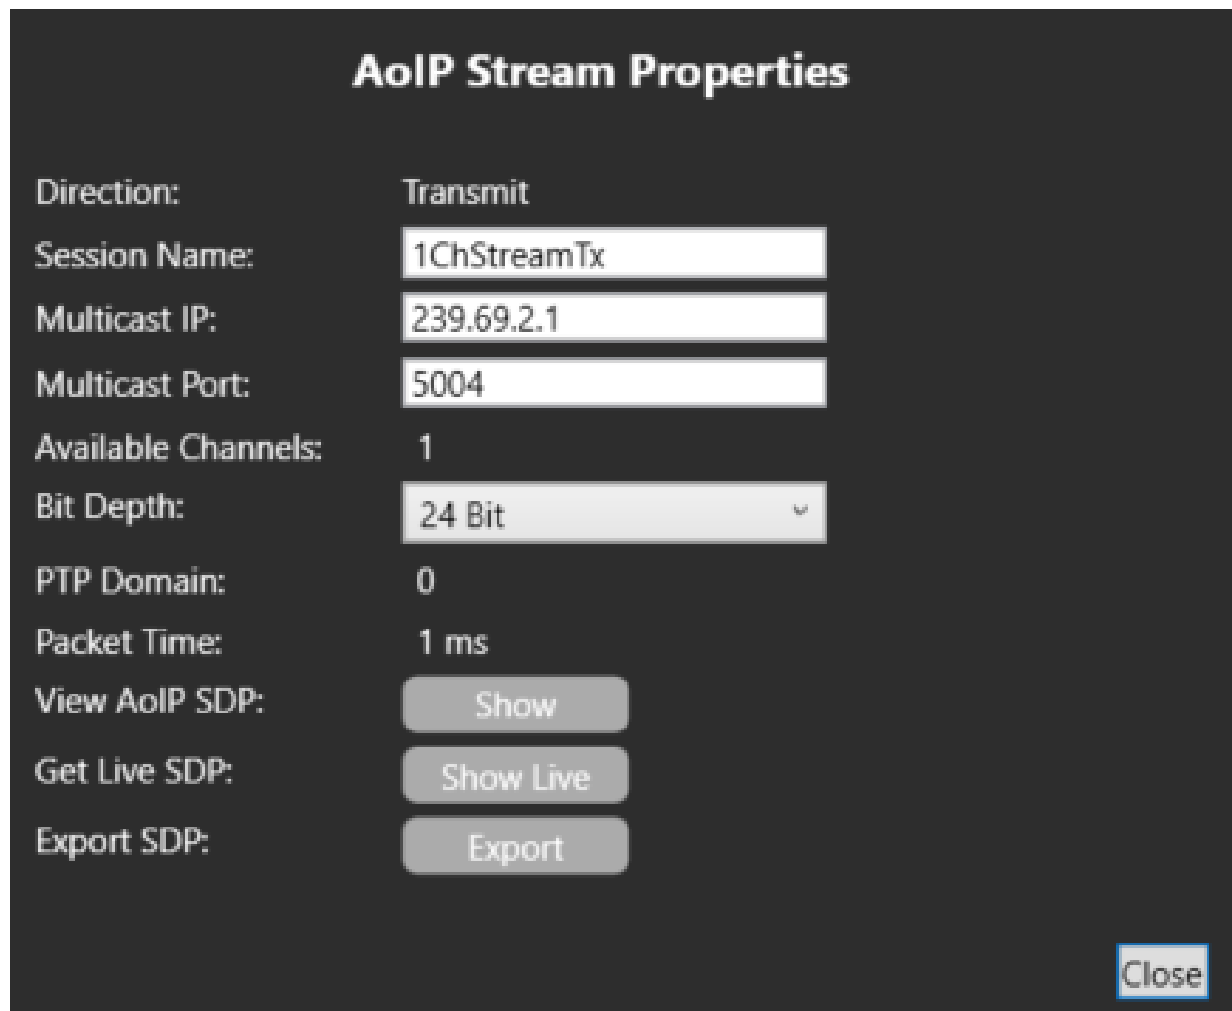 AoIP Stream Properties
Direction: Transmit
Session Name: 1ChStreamTx
Multicast IP: 239.69.2.1
Multicast Port: 5004
Available Channels: 1
Bit Depth: 24 Bit
PTP Domain: 0
Packet Time: 1 ms
View AoIP SDP: Show
Get Live SDP: Show Live
Export SDP: Export
Close